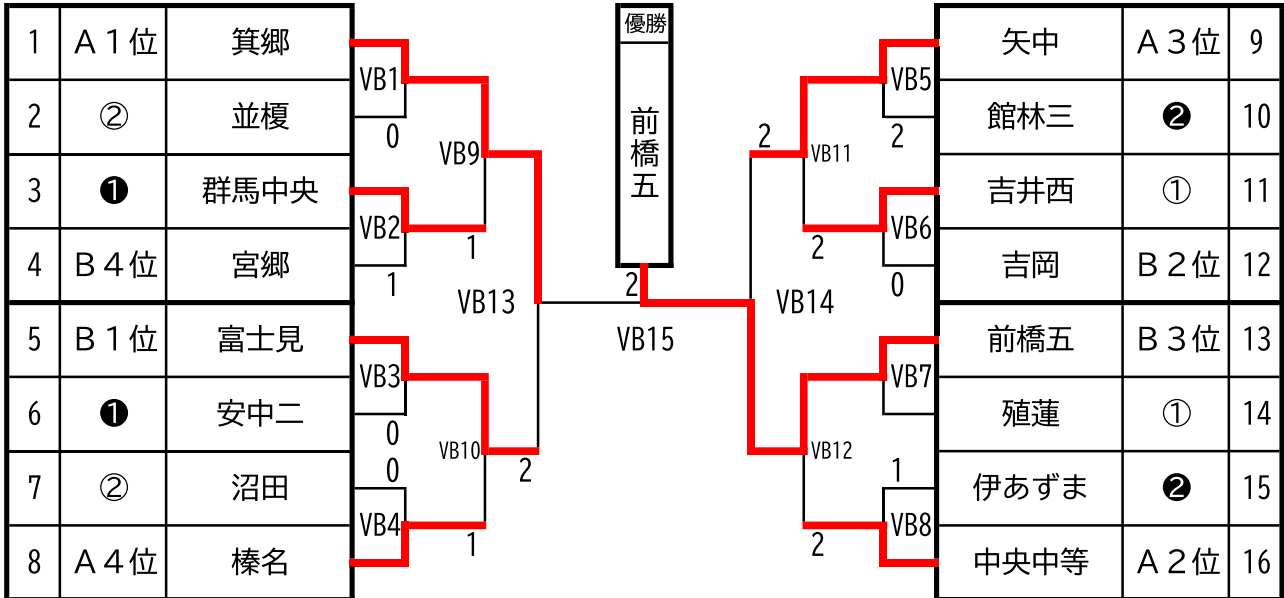 1 A1位 箕郷
2 ② 並榎
3 ❶ 群馬中央
4 B4位 宮郷
5 B1位 富士見
6 ❶ 安中二
7 ② 沼田
8 A4位 榛名
VB1
0
VB9
VB2
1
1
VB13
VB3
0
VB10
2
0
VB4
1
優勝
前橋五
2
VB15
VB5
2
2
VB11
VB6
2
0
VB14
VB7
VB12
1
VB8
2
矢中 A3位 9
館林三 ❷ 10
吉井西 ① 11
吉岡 B2位 12
前橋五 B3位 13
殖蓮 ① 14
伊あずま ❷ 15
中央中等 A2位 16